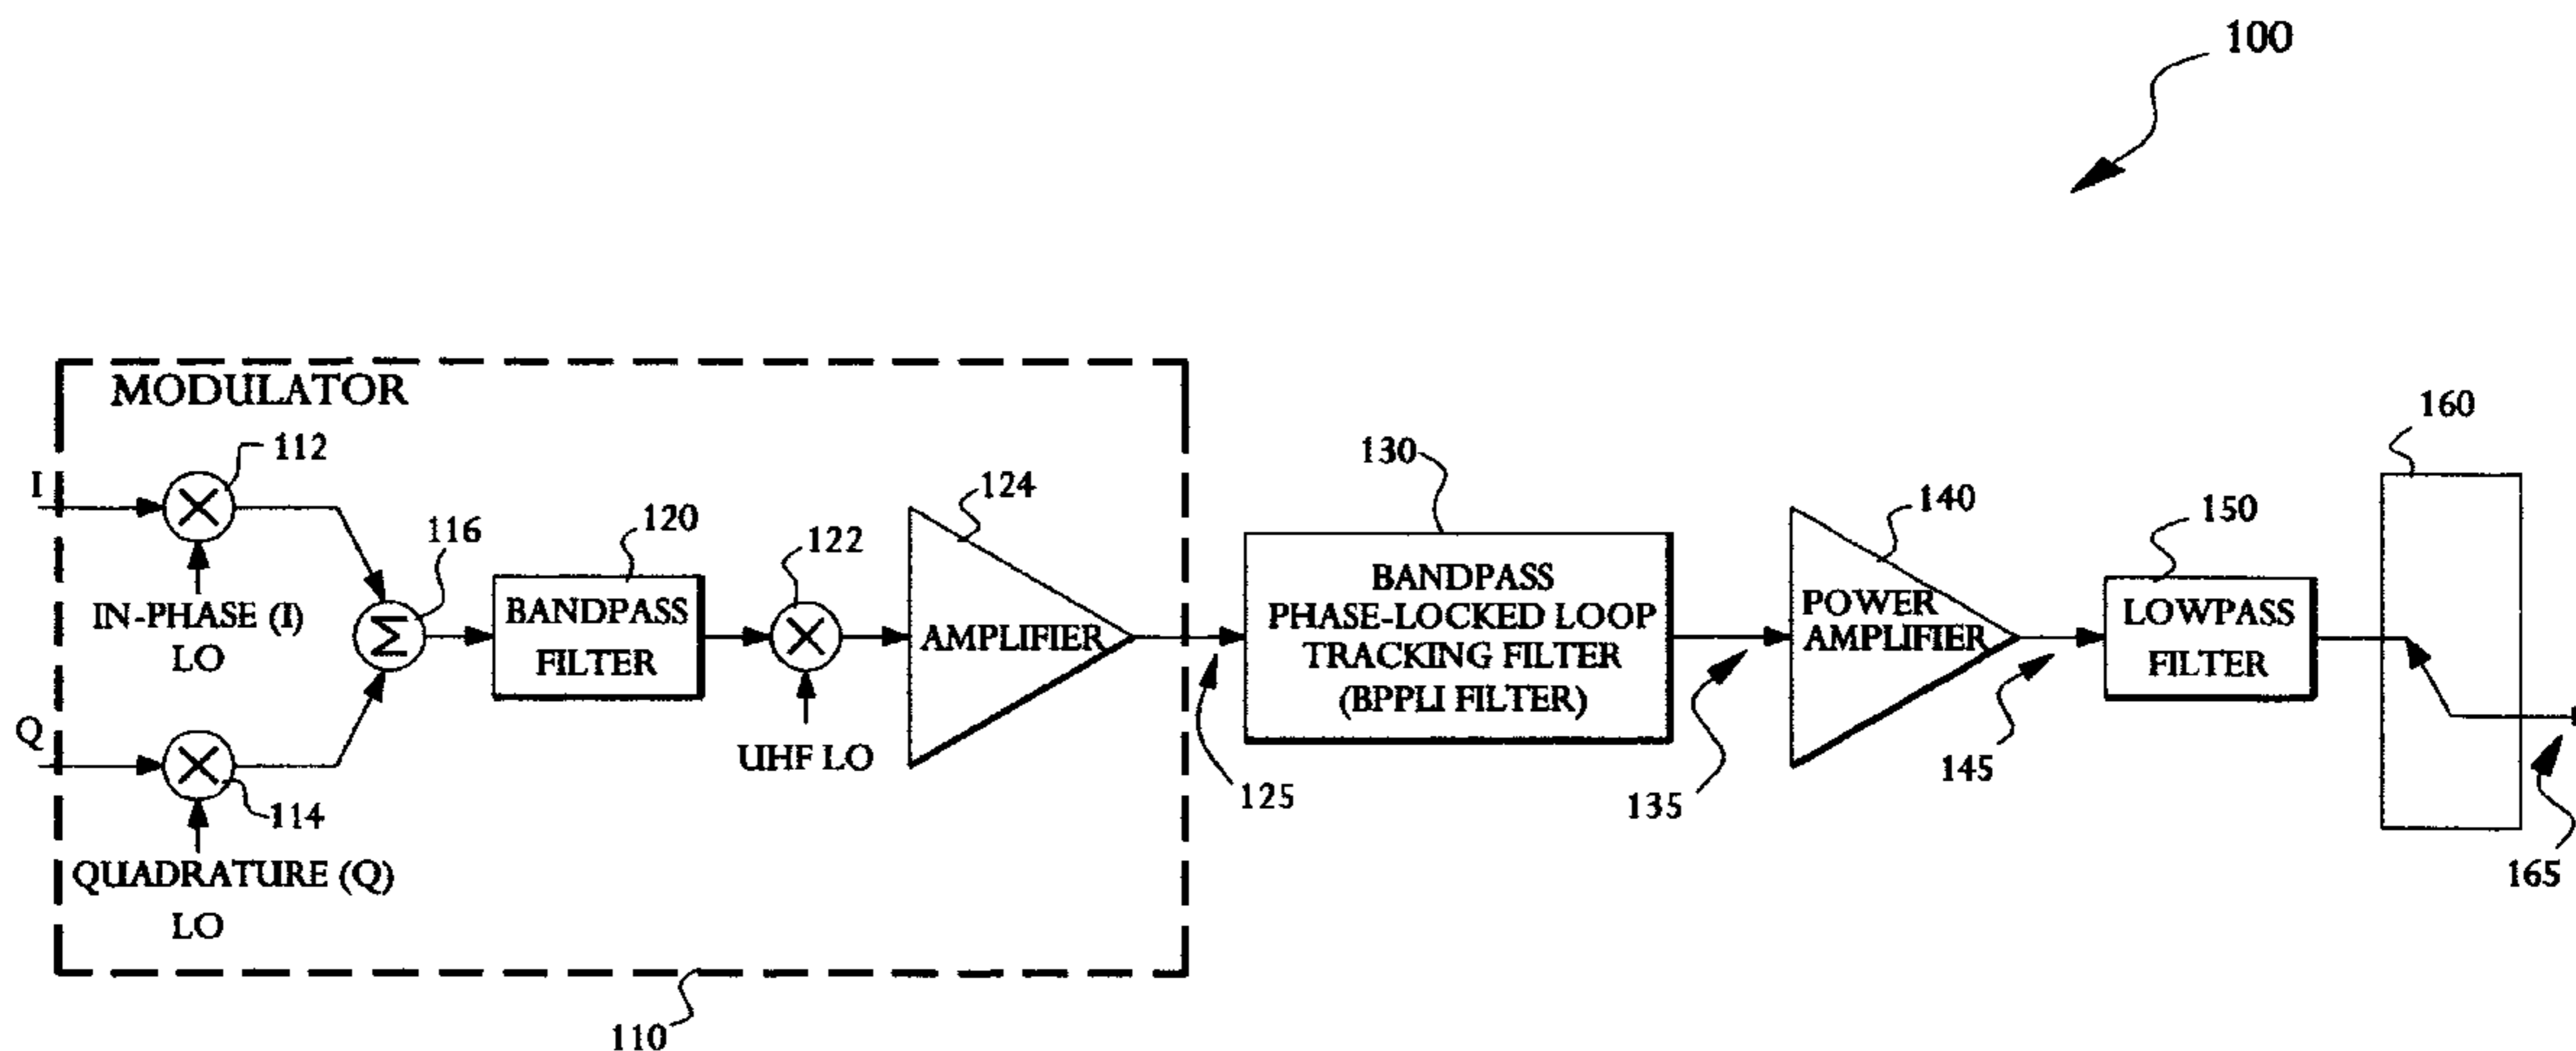 100
MODULATOR
I
112
IN-PHASE (I)
LO
116
120
BANDPASS
FILTER
122
UHF LO
124
AMPLIFIER
Q
114
QUADRATURE (Q)
LO
110
125
130
BANDPASS
PHASE-LOCKED LOOP
TRACKING FILTER
(BPPLI FILTER)
135
140
POWER
AMPLIFIER
145
150
LOWPASS
FILTER
160
165
Σ